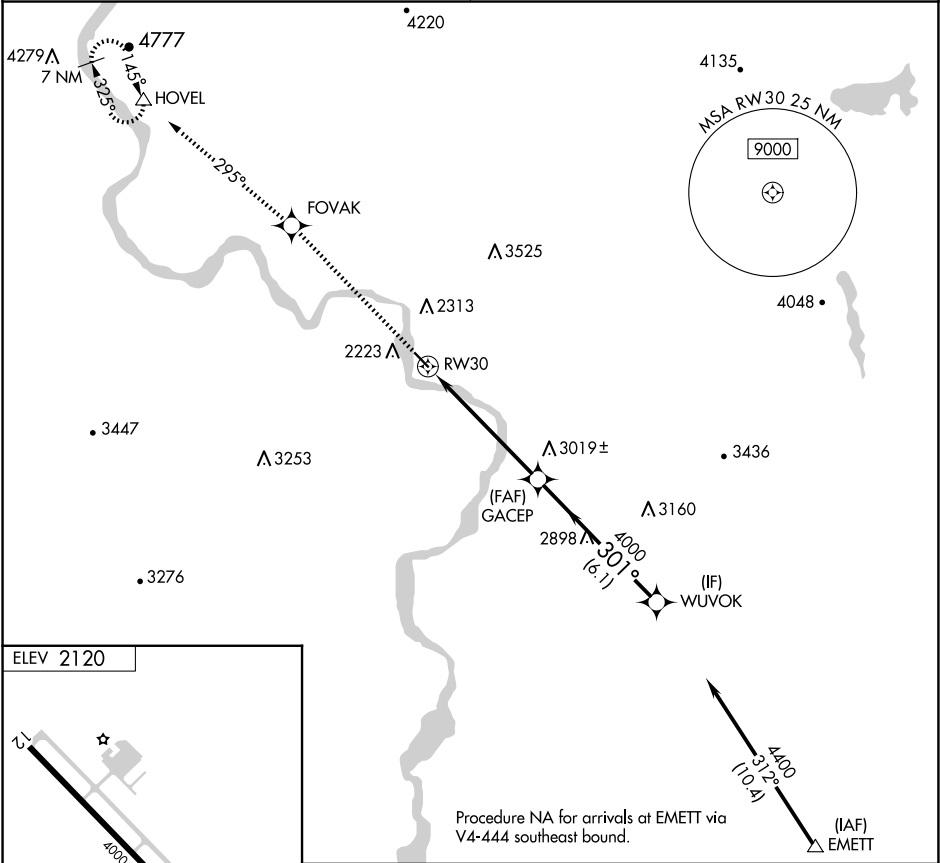 4220
4777
4279
7 NM
145°
325°
HOVEL
4135
MSA RW30 25 NM
9000
295°
FOVAK
3525
2313
4048
2223
RW30
3447
3253
3019±
3436
(FAF)
GACEP
3160
2898
4000
301°
(6.1)
(IF)
WUVOK
3276
ELEV 2120
12
4000
4400
312°
(10.4)
Procedure NA for arrivals at EMETT via
V4-444 southeast bound.
(IAF)
EMETT